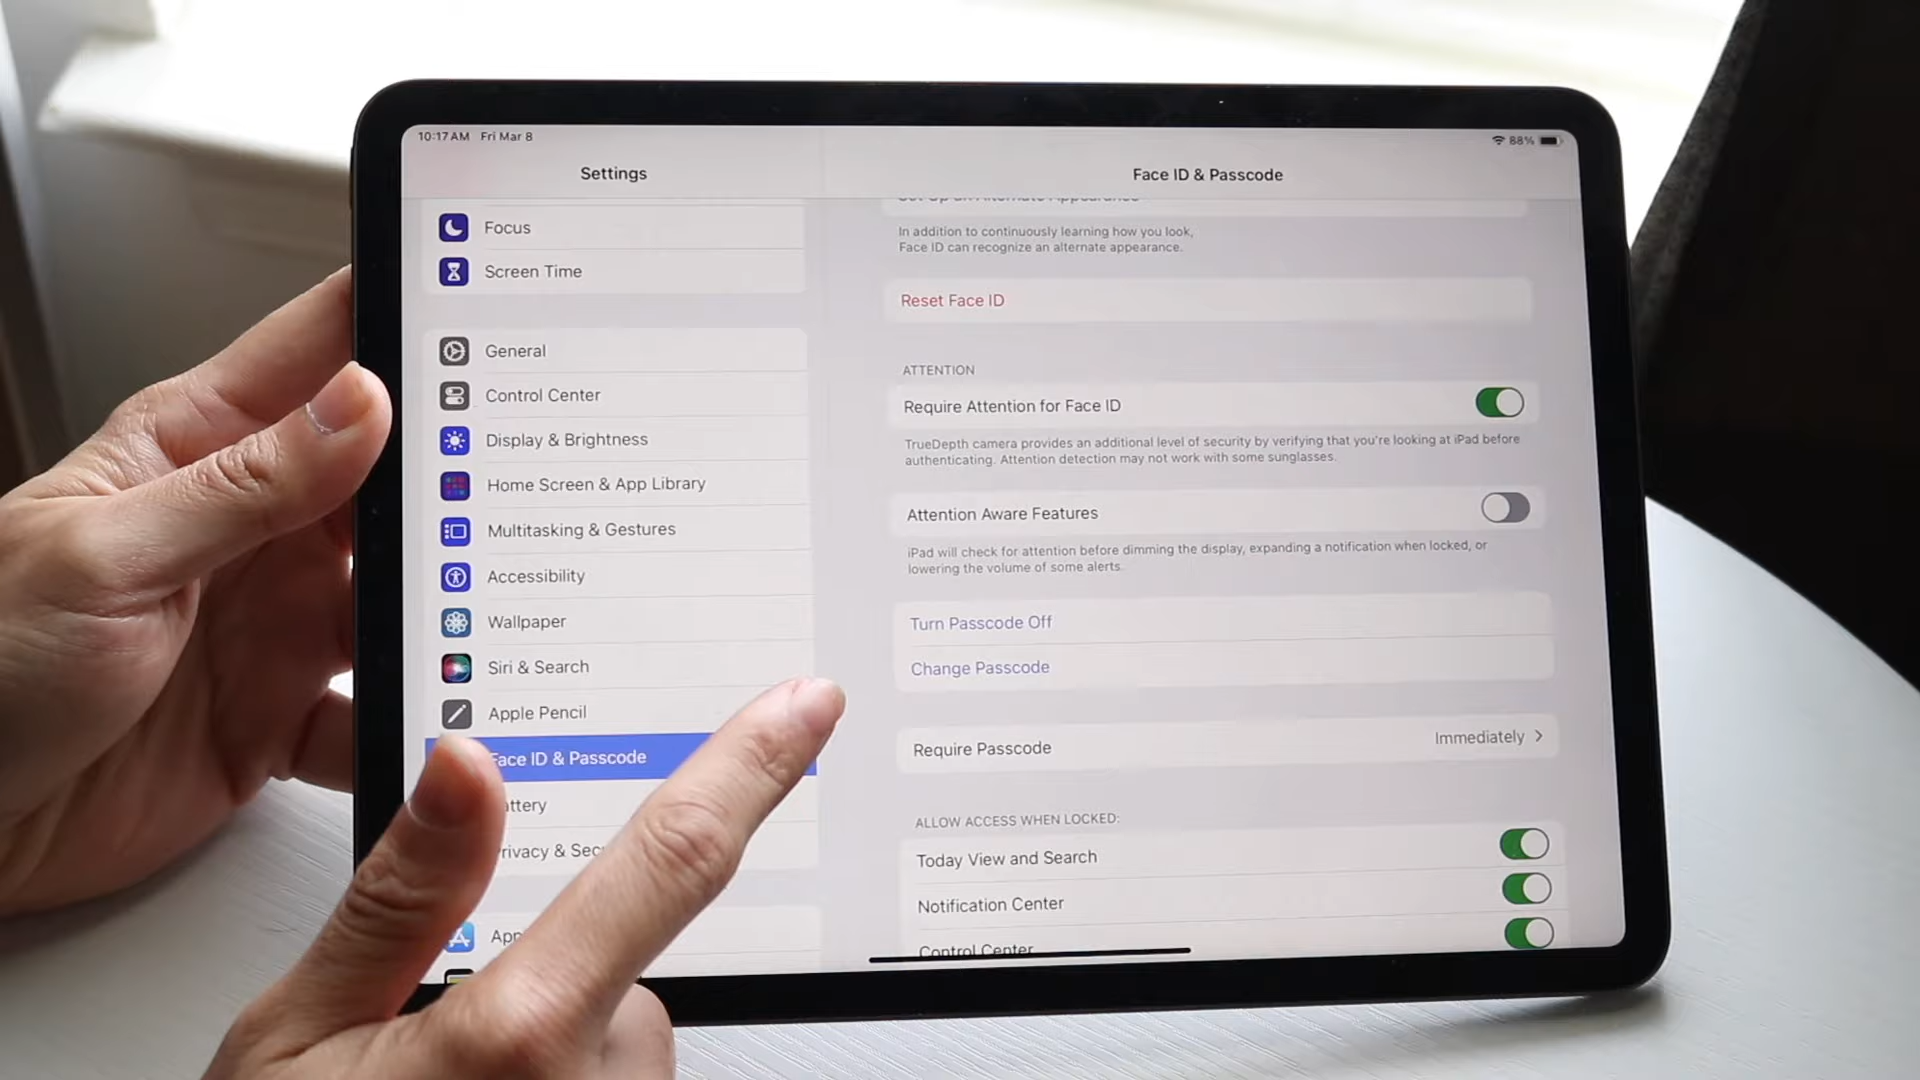 10:17 AM Fri Mar 8
88%
Settings
Face ID & Passcode
Focus
Screen Time
General
Control Center
Display & Brightness
Home Screen & App Library
Multitasking & Gestures
Accessibility
Wallpaper
Siri & Search
Apple Pencil
Face ID & Passcode
ttery
rivacy & Sec
App
Set Up an Alternate Appearance
In addition to continuously learning how you look,
Face ID can recognize an alternate appearance.
Reset Face ID
ATTENTION
Require Attention for Face ID
TrueDepth camera provides an additional level of security by verifying that you're looking at iPad before
authenticating. Attention detection may not work with some sunglasses.
Attention Aware Features
iPad will check for attention before dimming the display, expanding a notification when locked, or
lowering the volume of some alerts.
Turn Passcode Off
Change Passcode
Require Passcode
Immediately
ALLOW ACCESS WHEN LOCKED:
Today View and Search
Notification Center
Control Center